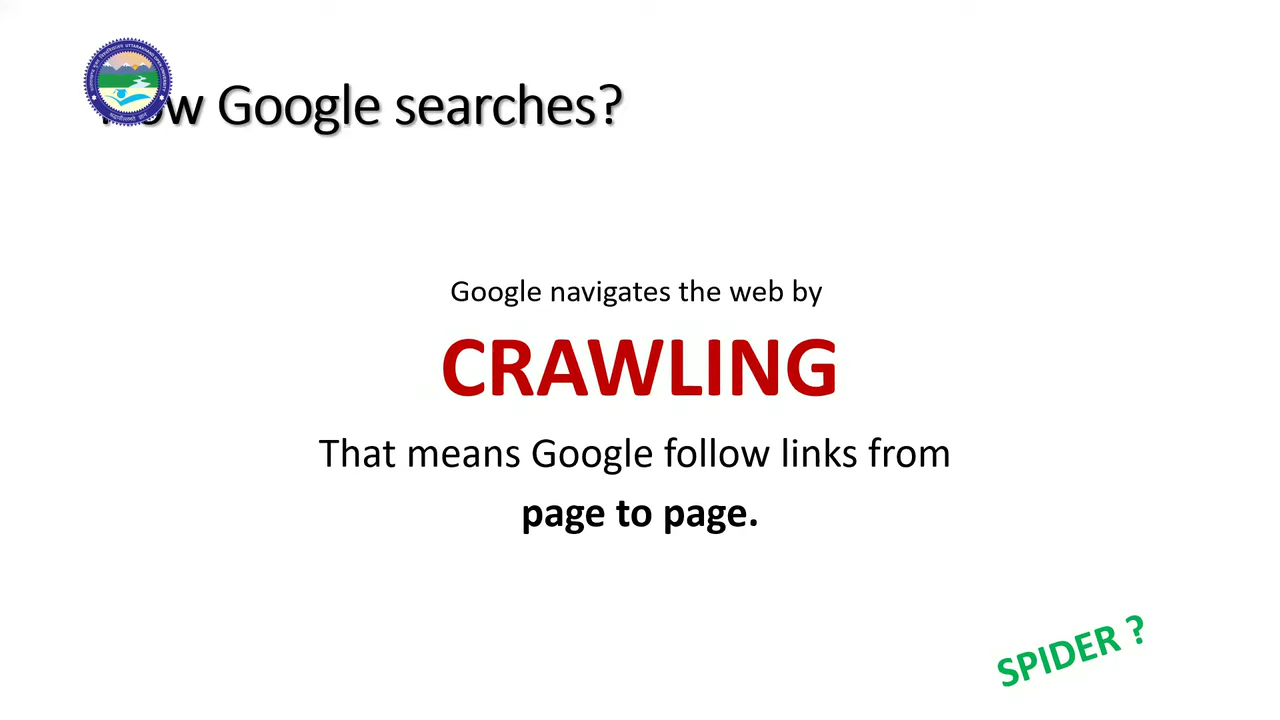 Google searches?
Google navigates the web by
CRAWLING
That means Google follow links from
page to page.
SPIDER ?